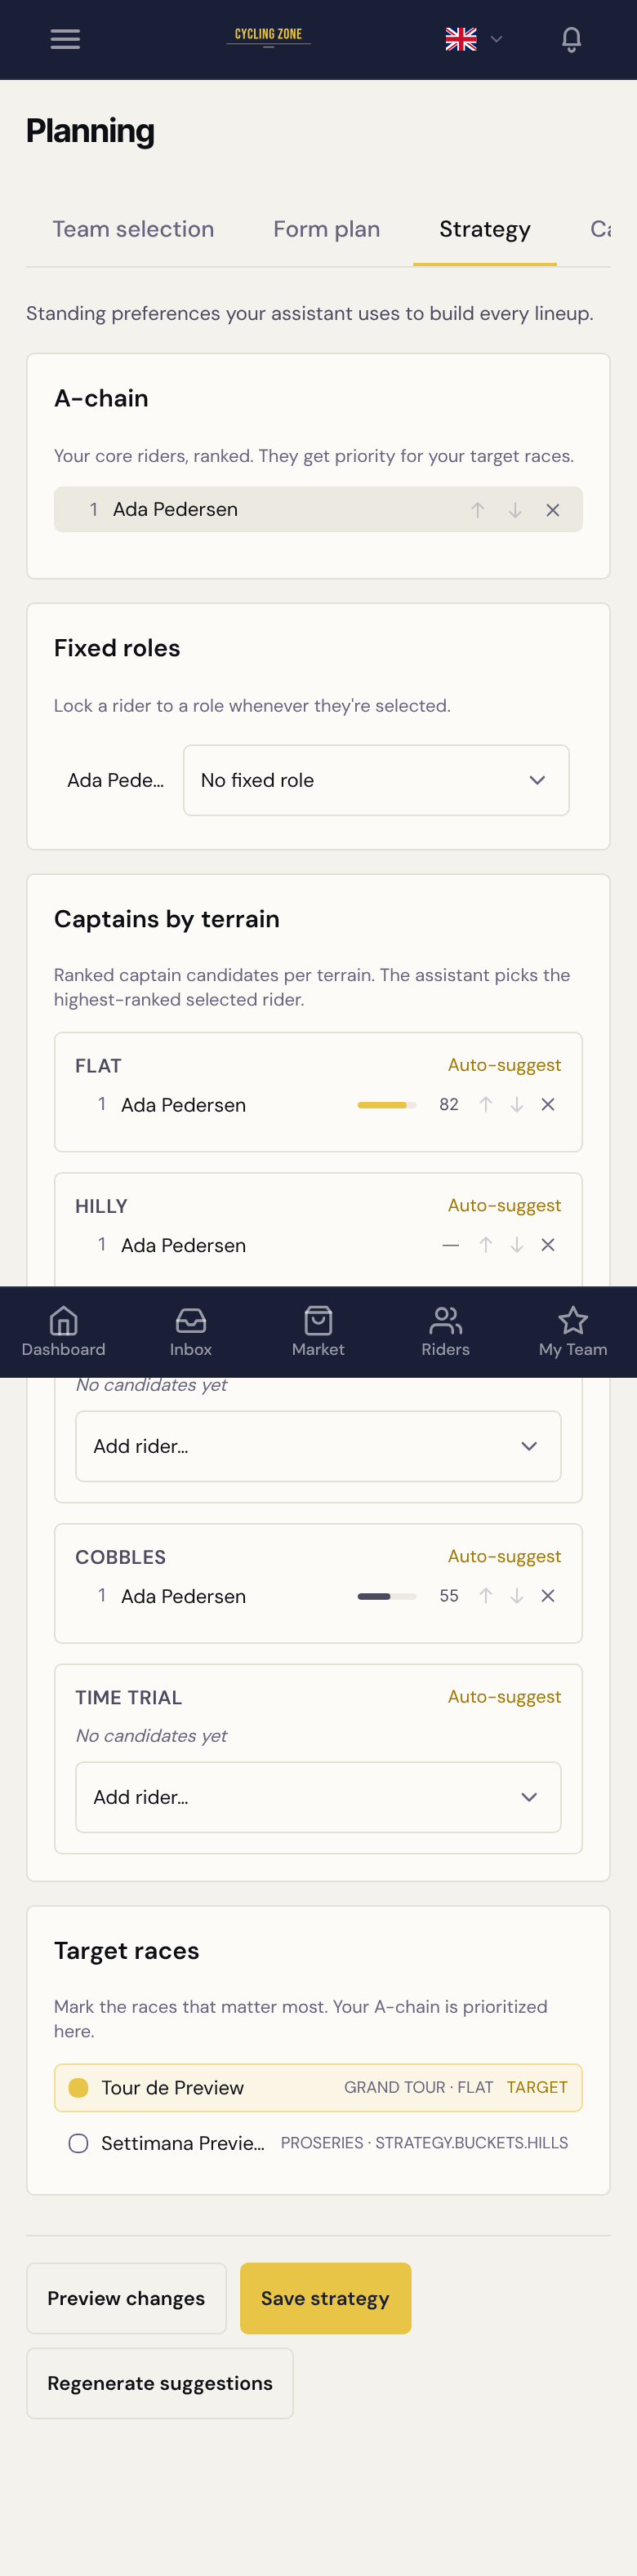 CYCLING ZONE
Planning
Team selection Form plan Strategy Ca
Standing preferences your assistant uses to build every lineup.
A-chain
Your core riders, ranked. They get priority for your target races.
1 Ada Pedersen
Fixed roles
Lock a rider to a role whenever they're selected.
Ada Pede... No fixed role
Captains by terrain
Ranked captain candidates per terrain. The assistant picks the
highest-ranked selected rider.
FLAT Auto-suggest
1 Ada Pedersen 82
HILLY Auto-suggest
1 Ada Pedersen —
Dashboard Inbox Market Riders My Team
No candidates yet
Add rider...
COBBLES Auto-suggest
1 Ada Pedersen 55
TIME TRIAL Auto-suggest
No candidates yet
Add rider...
Target races
Mark the races that matter most. Your A-chain is prioritized
here.
Tour de Preview GRAND TOUR · FLAT TARGET
Settimana Previe... PROSERIES · STRATEGY.BUCKETS.HILLS
Preview changes Save strategy
Regenerate suggestions